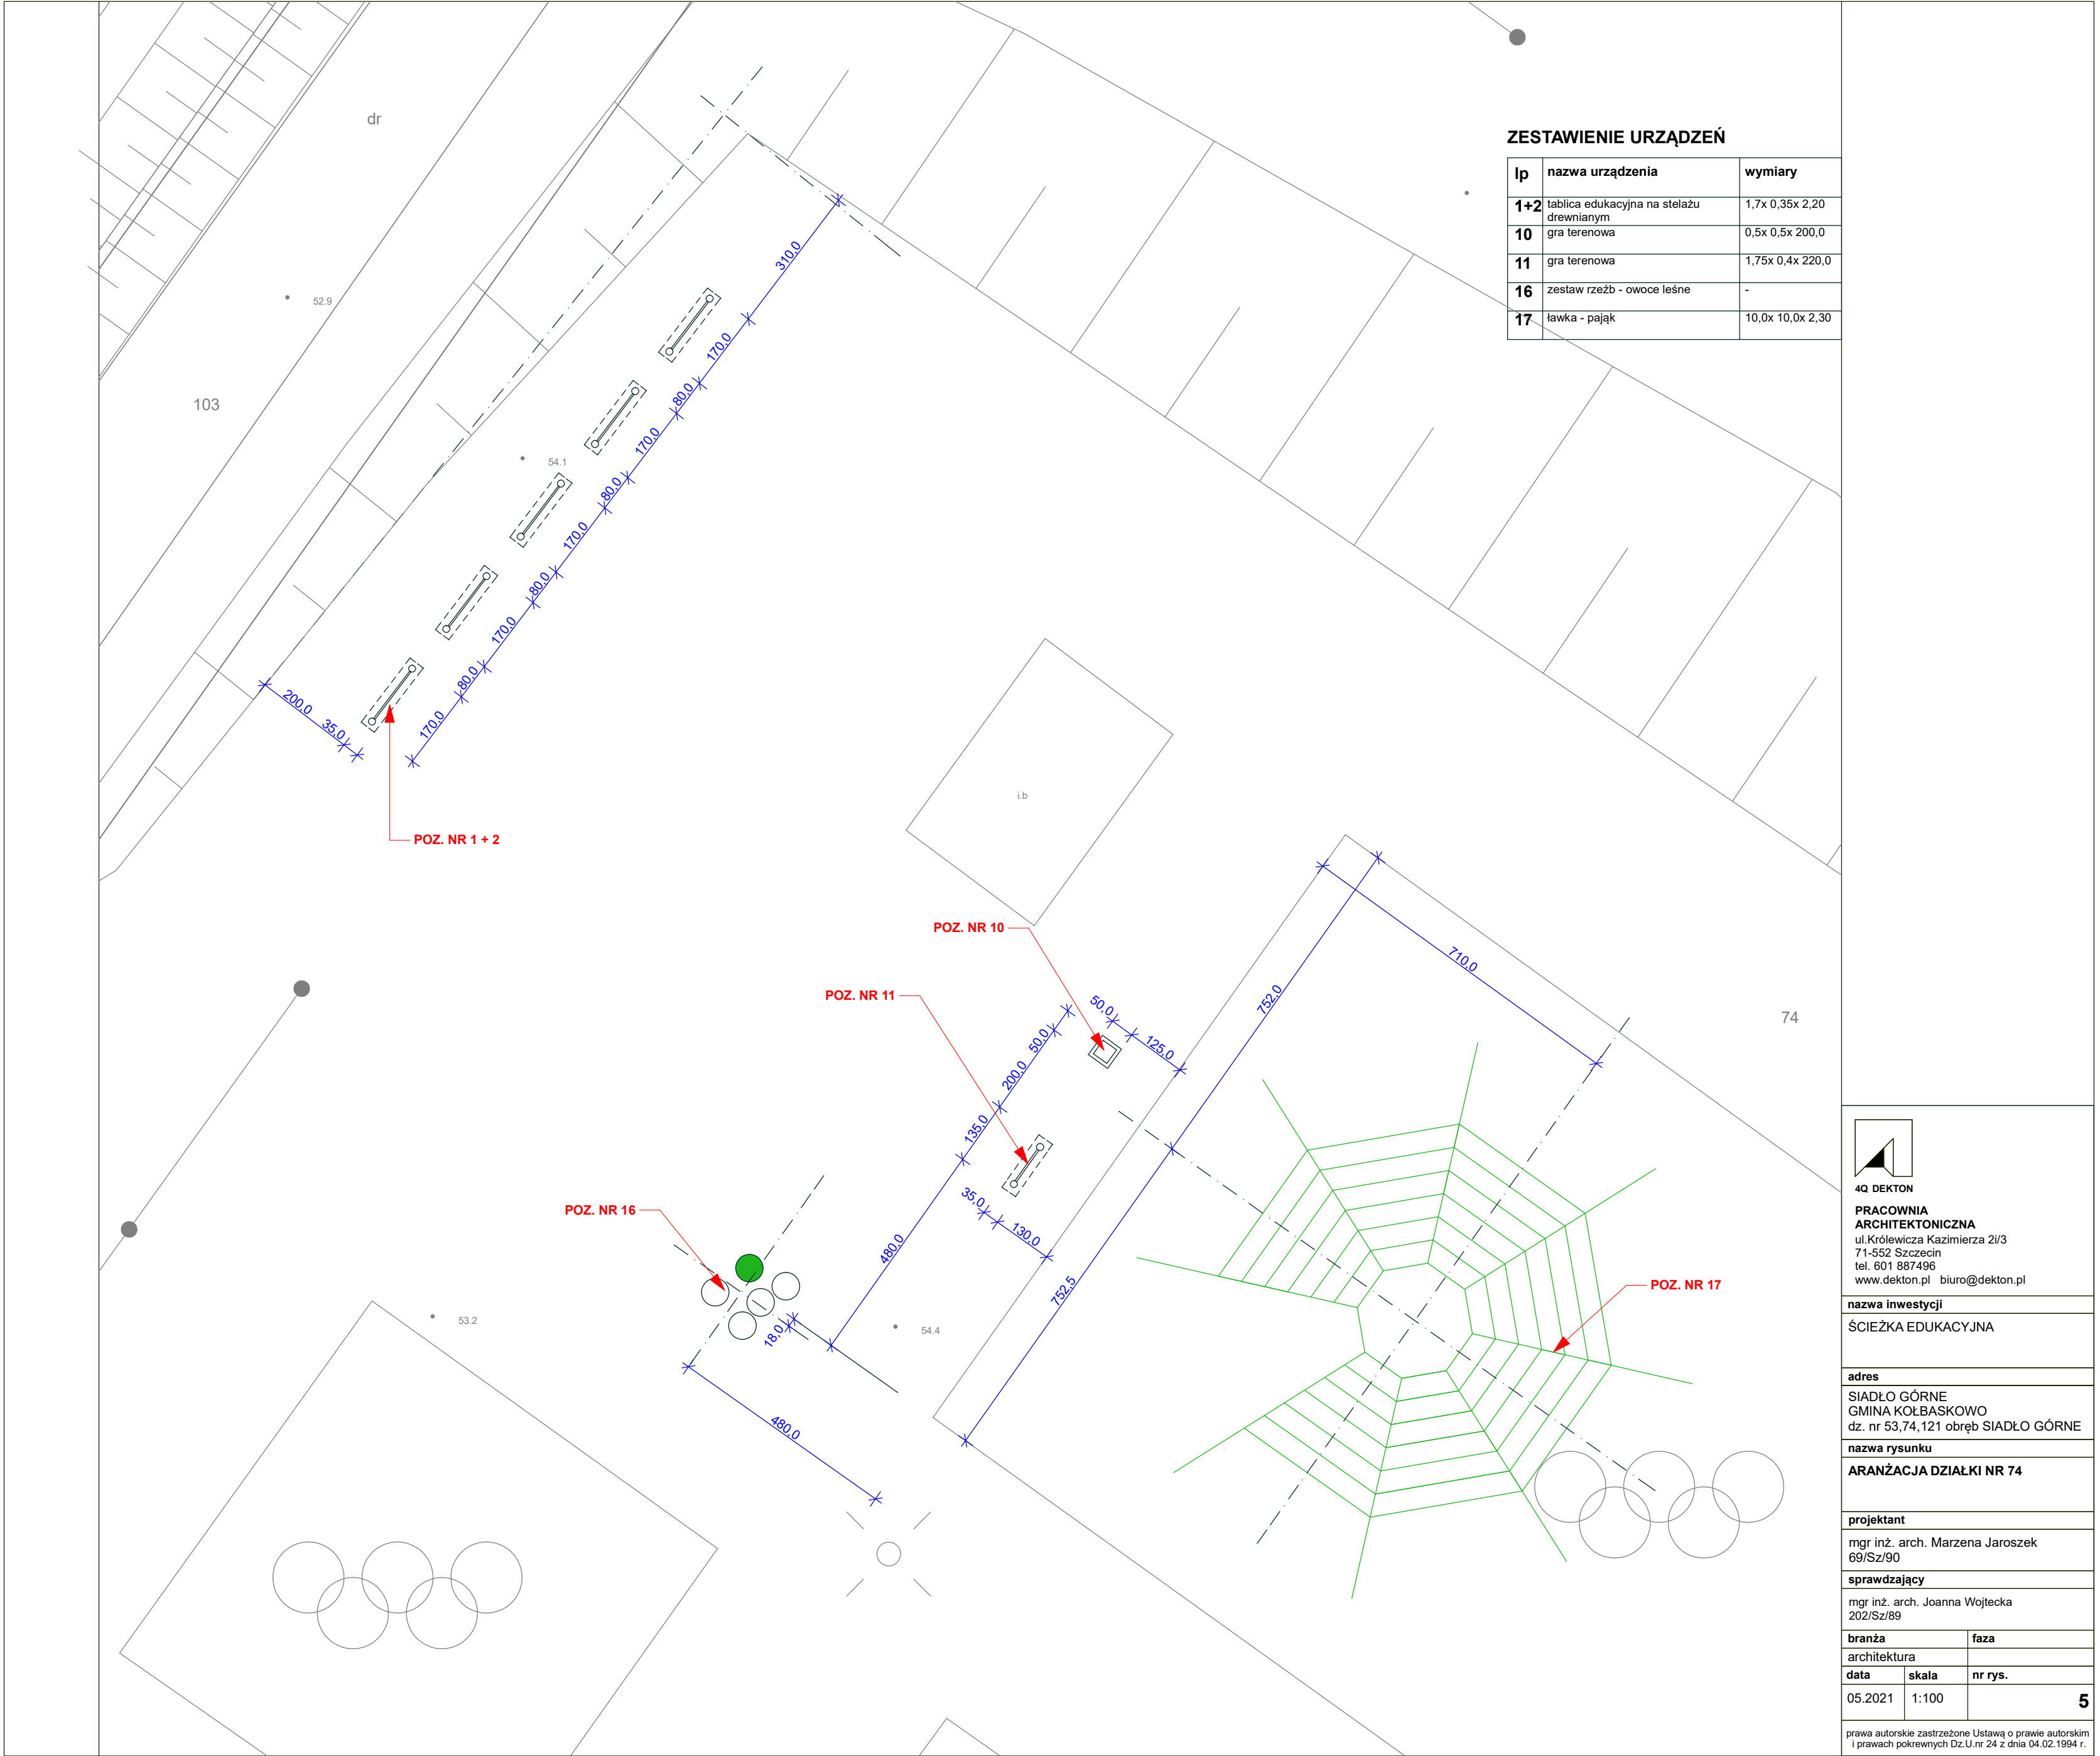 dr
103
52.9
54.1
ZESTAWIENIE URZĄDZEŃ
lp nazwa urządzenia wymiary
1+2 tablica edukacyjna na stelażu drewnianym 1,7x 0,35x 2,20
10 gra terenowa 0,5x 0,5x 200,0
11 gra terenowa 1,75x 0,4x 220,0
16 zestaw rzeźb - owoce leśne -
17 ławka - pająk 10,0x 10,0x 2,30
310,0
170,0
80,0
170,0
80,0
170,0
80,0
170,0
80,0
170,0
200,0
35,0
POZ. NR 1 + 2
i.b
POZ. NR 10
POZ. NR 11
50,0
125,0
50,0
200,0
135,0
480,0
35,0
130,0
752,0
710,0
752,5
74
POZ. NR 16
18,0
480,0
53.2
54.4
POZ. NR 17
4Q DEKTON
PRACOWNIA
ARCHITEKTONICZNA
ul.Królewicza Kazimierza 2i/3
71-552 Szczecin
tel. 601 887496
www.dekton.pl biuro@dekton.pl
nazwa inwestycji
ŚCIEŻKA EDUKACYJNA
adres
SIADŁO GÓRNE
GMINA KOŁBASKOWO
dz. nr 53,74,121 obręb SIADŁO GÓRNE
nazwa rysunku
ARANŻACJA DZIAŁKI NR 74
projektant
mgr inż. arch. Marzena Jaroszek
69/Sz/90
sprawdzający
mgr inż. arch. Joanna Wojtecka
202/Sz/89
branża faza
architektura
data skala nr rys.
05.2021 1:100 5
prawa autorskie zastrzeżone Ustawą o prawie autorskim
i prawach pokrewnych Dz.U.nr 24 z dnia 04.02.1994 r.